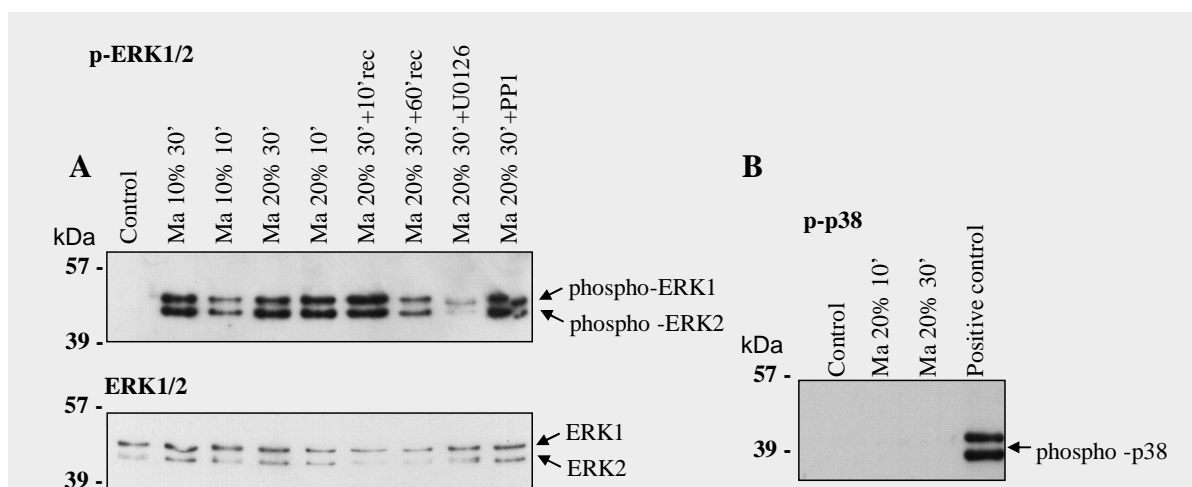 p-ERK1/2
A
Control
Ma 10% 30’
Ma 10% 10’
Ma 20% 30’
Ma 20% 10’
Ma 20% 30’+10’rec
Ma 20% 30’+60’rec
Ma 20% 30’+U0126
Ma 20% 30’+PP1
kDa
57 -
39 -
phospho-ERK1
phospho -ERK2
ERK1/2
57 -
39 -
ERK1
ERK2
B
p-p38
Control
Ma 20% 10’
Ma 20% 30’
Positive control
kDa
57 -
39 -
phospho -p38